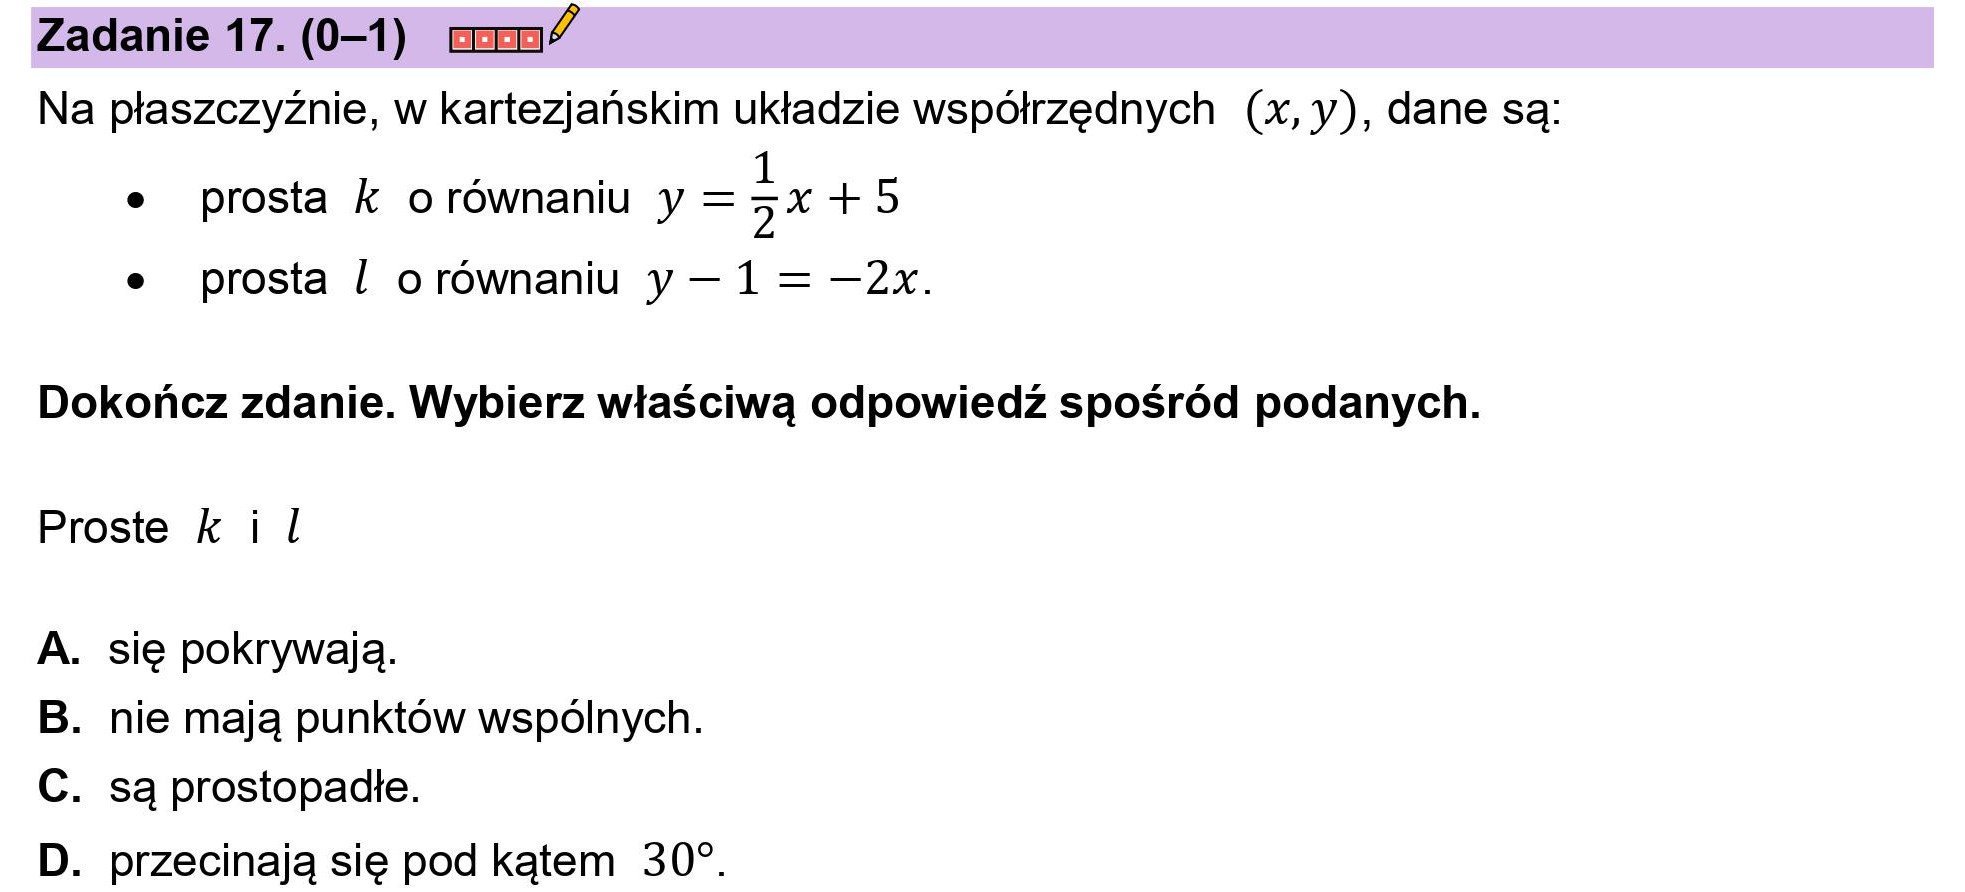 Zadanie 17. (0–1)
Na płaszczyźnie, w kartezjańskim układzie współrzędnych (x, y), dane są:
• prosta k o równaniu y = 1/2 x + 5
• prosta l o równaniu y − 1 = −2x.
Dokończ zdanie. Wybierz właściwą odpowiedź spośród podanych.
Proste k i l
A. się pokrywają.
B. nie mają punktów wspólnych.
C. są prostopadłe.
D. przecinają się pod kątem 30°.